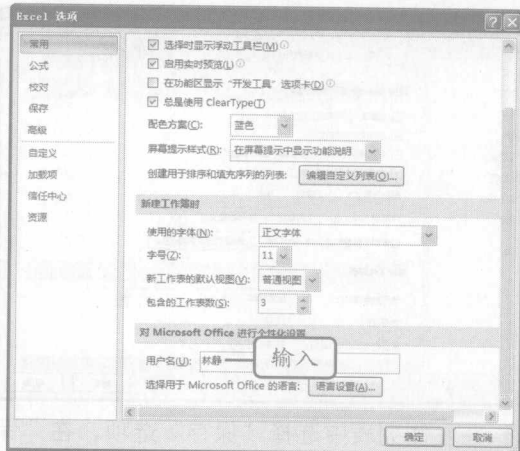 Excel 选项
常用
公式
校对
保存
高级
自定义
加载项
信任中心
资源
选择时显示浮动工具栏(M)
启用实时预览(L)
在功能区显示“开发工具”选项卡(D)
总是使用 ClearType(T)
配色方案(C): 蓝色
屏幕提示样式(R): 在屏幕提示中显示功能说明
创建用于排序和填充序列的列表: 编辑自定义列表(O)...
新建工作簿时
使用的字体(N): 正文字体
字号(Z): 11
新工作表的默认视图(V): 普通视图
包含的工作表数(S): 3
对 Microsoft Office 进行个性化设置
用户名(U): 林静
输入
选择用于 Microsoft Office 的语言: 语言设置(A)...
确定 取消